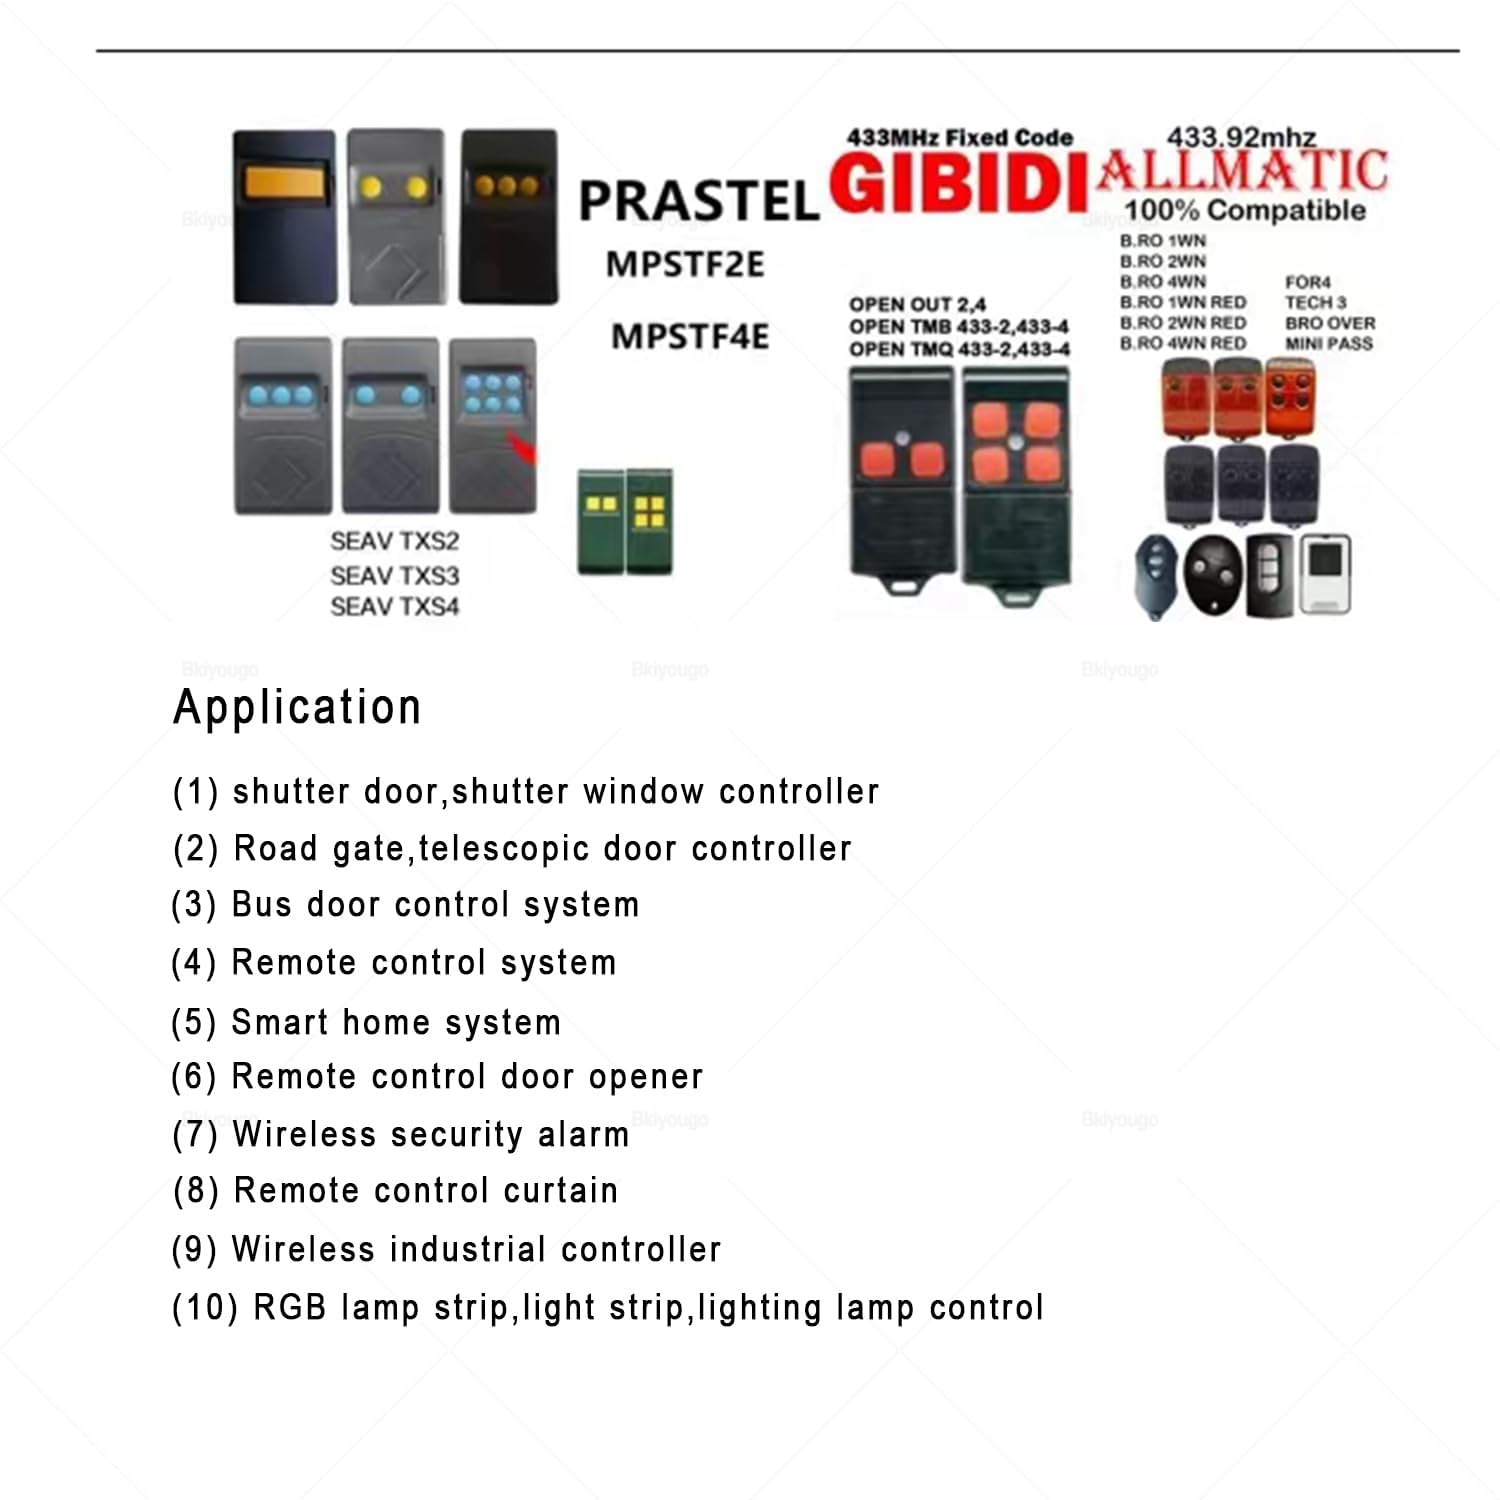 PRASTEL
MPSTF2E
MPSTF4E
SEAV TXS2
SEAV TXS3
SEAV TXS4
433MHz Fixed Code
GIBIDI
OPEN OUT 2,4
OPEN TMB 433-2,433-4
OPEN TMQ 433-2,433-4
433.92mhz
ALLMATIC
100% Compatible
B.RO 1WN
B.RO 2WN
B.RO 4WN
B.RO 1WN RED
B.RO 2WN RED
B.RO 4WN RED
FOR4
TECH 3
BRO OVER
MINI PASS
Bkiyougo
Bkiyougo
Bkiyougo
Application
(1) shutter door,shutter window controller
(2) Road gate,telescopic door controller
(3) Bus door control system
(4) Remote control system
(5) Smart home system
(6) Remote control door opener
Bkiyougo
Bkiyougo
(7) Wireless security alarm
(8) Remote control curtain
(9) Wireless industrial controller
(10) RGB lamp strip,light strip,lighting lamp control